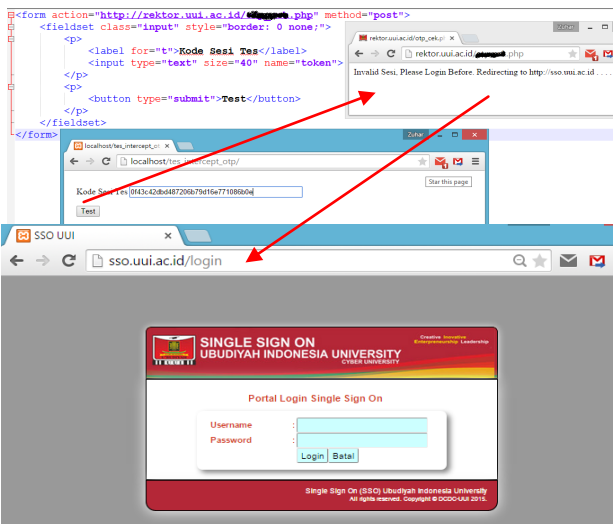 <form action="http://rektor.uui.ac.id/ .php" method="post">
<fieldset class="input" style="border: 0 none;">
<p>
<label for="t">Kode Sesi Tes</label>
<input type="text" size="40" name="token">
</p>
<p>
<button type="submit">Test</button>
</p>
</fieldset>
</form>
Zuhar
rektor.uui.ac.id/otp_cek.p
rektor.uui.ac.id/ .php
Invalid Sesi, Please Login Before. Redirecting to http://sso.uui.ac.id . . . .
Zuhar
localhost/tes_intercept_ot
localhost/tes_intercept_otp/
Star this page
Kode Sesi Tes 0f43c42dbd487206b79d16e771086b0e
Test
SSO UUI
sso.uui.ac.id/login
SINGLE SIGN ON
UBUDIYAH INDONESIA UNIVERSITY
CYBER UNIVERSITY
Creative Inovative
Enterpreneurship Leadership
Portal Login Single Sign On
Username :
Password :
Login Batal
Single Sign On (SSO) Ubudiyah Indonesia University
All rights reserved. Copyright © DCDC-UUI 2015.